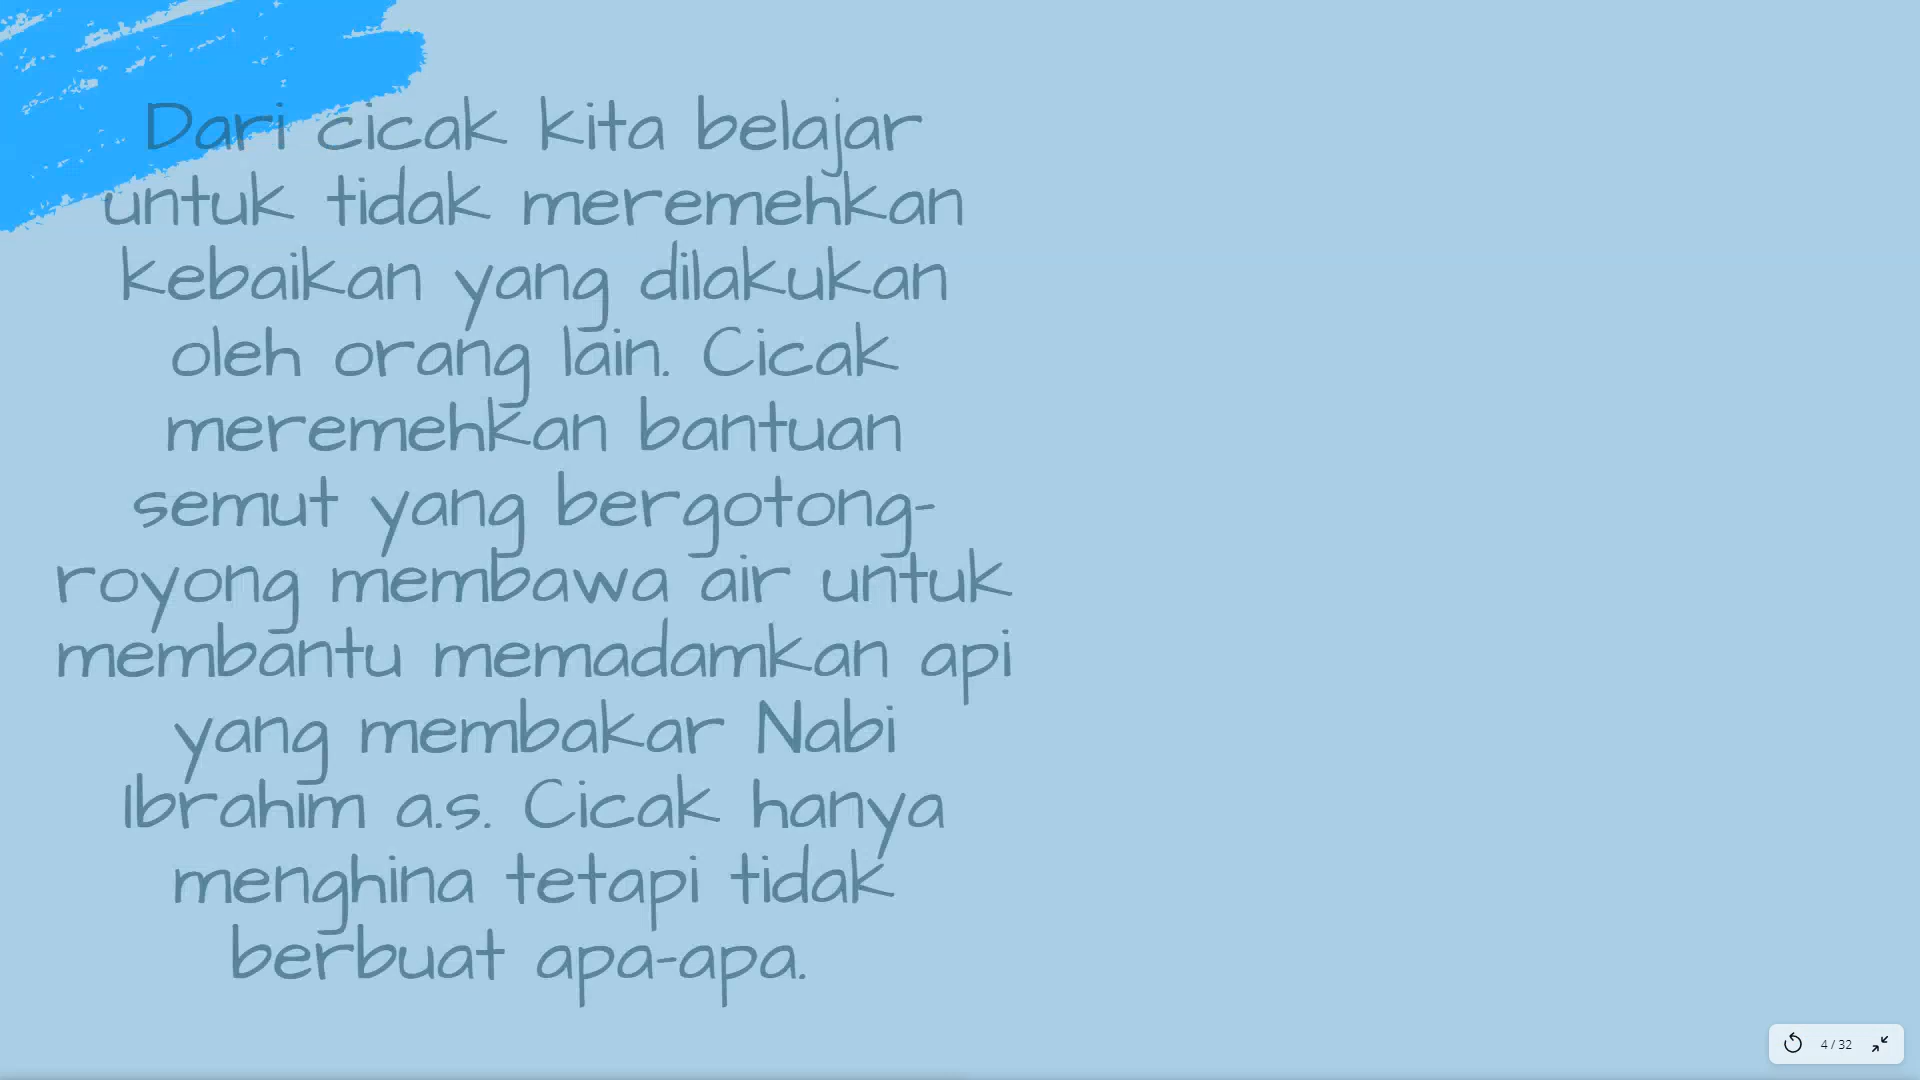 Dari cicak kita belajar
untuk tidak meremehkan
kebaikan yang dilakukan
oleh orang lain. Cicak
meremehkan bantuan
semut yang bergotong-
royong membawa air untuk
membantu memadamkan api
yang membakar Nabi
Ibrahim a.s. Cicak hanya
menghina tetapi tidak
berbuat apa-apa.
4 / 32